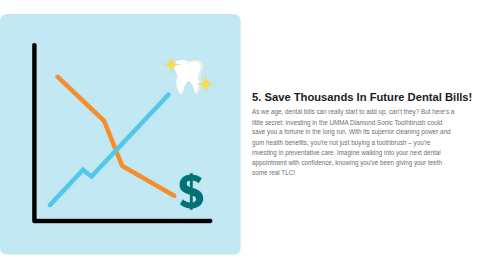 $
5. Save Thousands In Future Dental Bills!
As we age, dental bills can really start to add up, can't they? But here's a
little secret: investing in the UMMA Diamond Sonic Toothbrush could
save you a fortune in the long run. With its superior cleaning power and
gum health benefits, you're not just buying a toothbrush – you're
investing in preventative care. Imagine walking into your next dental
appointment with confidence, knowing you've been giving your teeth
some real TLC!